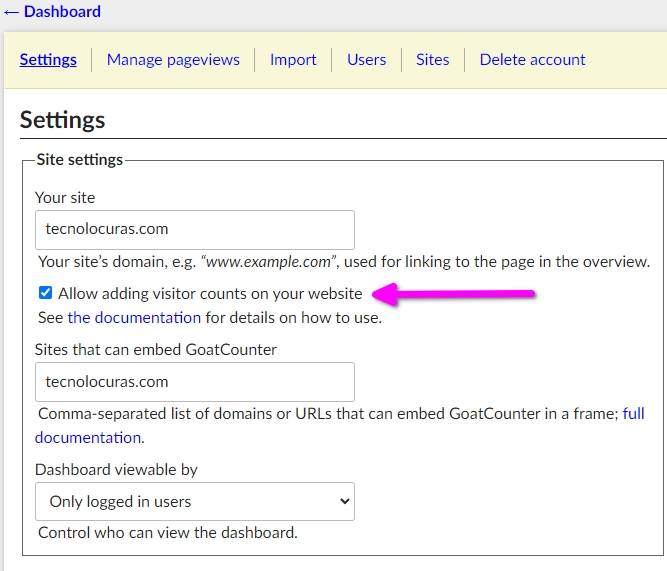 ← Dashboard
Settings Manage pageviews Import Users Sites Delete account
Settings
Site settings
Your site
tecnolocuras.com
Your site’s domain, e.g. “www.example.com”, used for linking to the page in the overview.
Allow adding visitor counts on your website
See the documentation for details on how to use.
Sites that can embed GoatCounter
tecnolocuras.com
Comma-separated list of domains or URLs that can embed GoatCounter in a frame; full
documentation.
Dashboard viewable by
Only logged in users
Control who can view the dashboard.